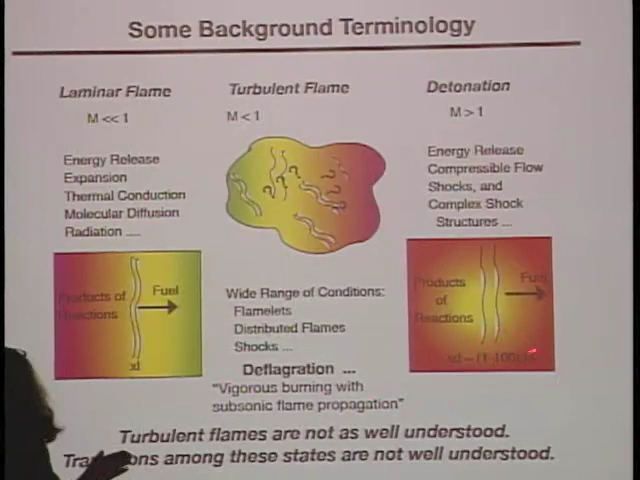 Some Background Terminology
Laminar Flame
M << 1
Energy Release
Expansion
Thermal Conduction
Molecular Diffusion
Radiation ....
Products of
Reactions
Fuel
xd
Turbulent Flame
M < 1
Wide Range of Conditions:
Flamelets
Distributed Flames
Shocks ...
Deflagration ...
"Vigorous burning with
subsonic flame propagation"
Detonation
M > 1
Energy Release
Compressible Flow
Shocks, and
Complex Shock
Structures ...
Products
of
Reactions
Fuel
Turbulent flames are not as well understood.
among these states are not well understood.